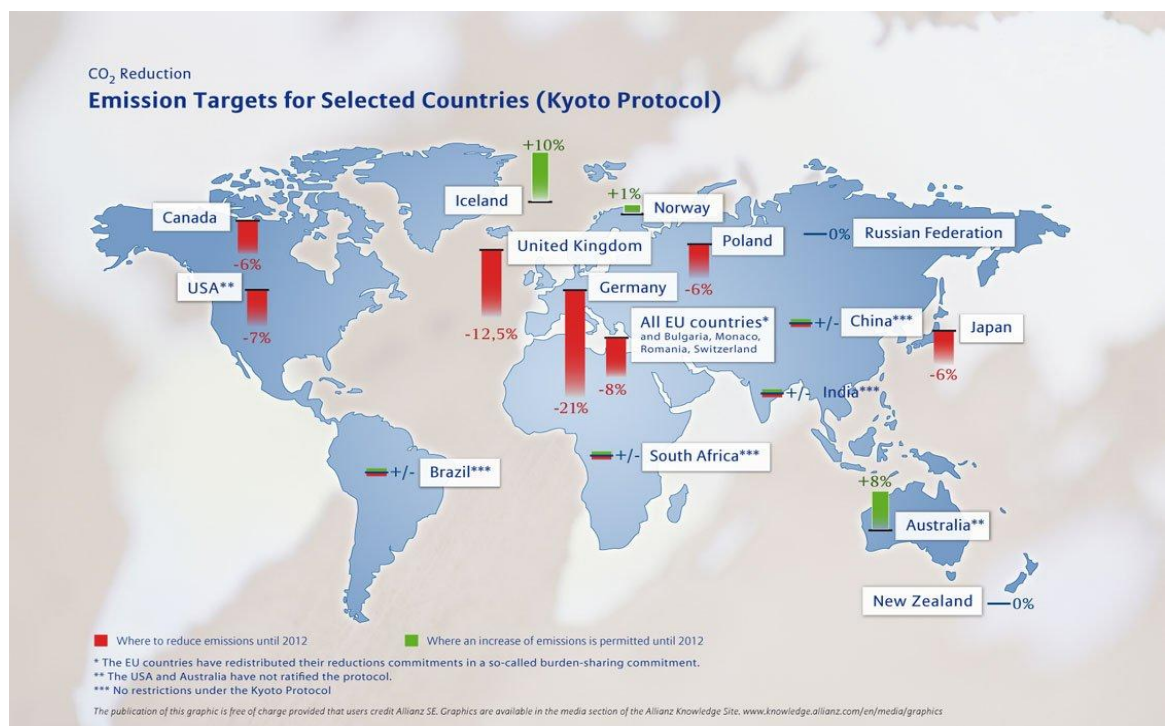 CO₂ Reduction
Emission Targets for Selected Countries (Kyoto Protocol)
+10%
Iceland
+1%
Norway
Canada
-6%
United Kingdom
-12,5%
Poland
-6%
0% Russian Federation
USA**
-7%
Germany
-21%
All EU countries*
and Bulgaria, Monaco,
Romania, Switzerland
-8%
+/- China***
Japan
-6%
+/- India***
+/- Brazil***
+/- South Africa***
+8%
Australia**
New Zealand 0%
Where to reduce emissions until 2012
Where an increase of emissions is permitted until 2012
* The EU countries have redistributed their reductions commitments in a so-called burden-sharing commitment.
** The USA and Australia have not ratified the protocol.
*** No restrictions under the Kyoto Protocol
The publication of this graphic is free of charge provided that users credit Allianz SE. Graphics are available in the media section of the Allianz Knowledge Site, www.knowledge.allianz.com/en/media/graphics